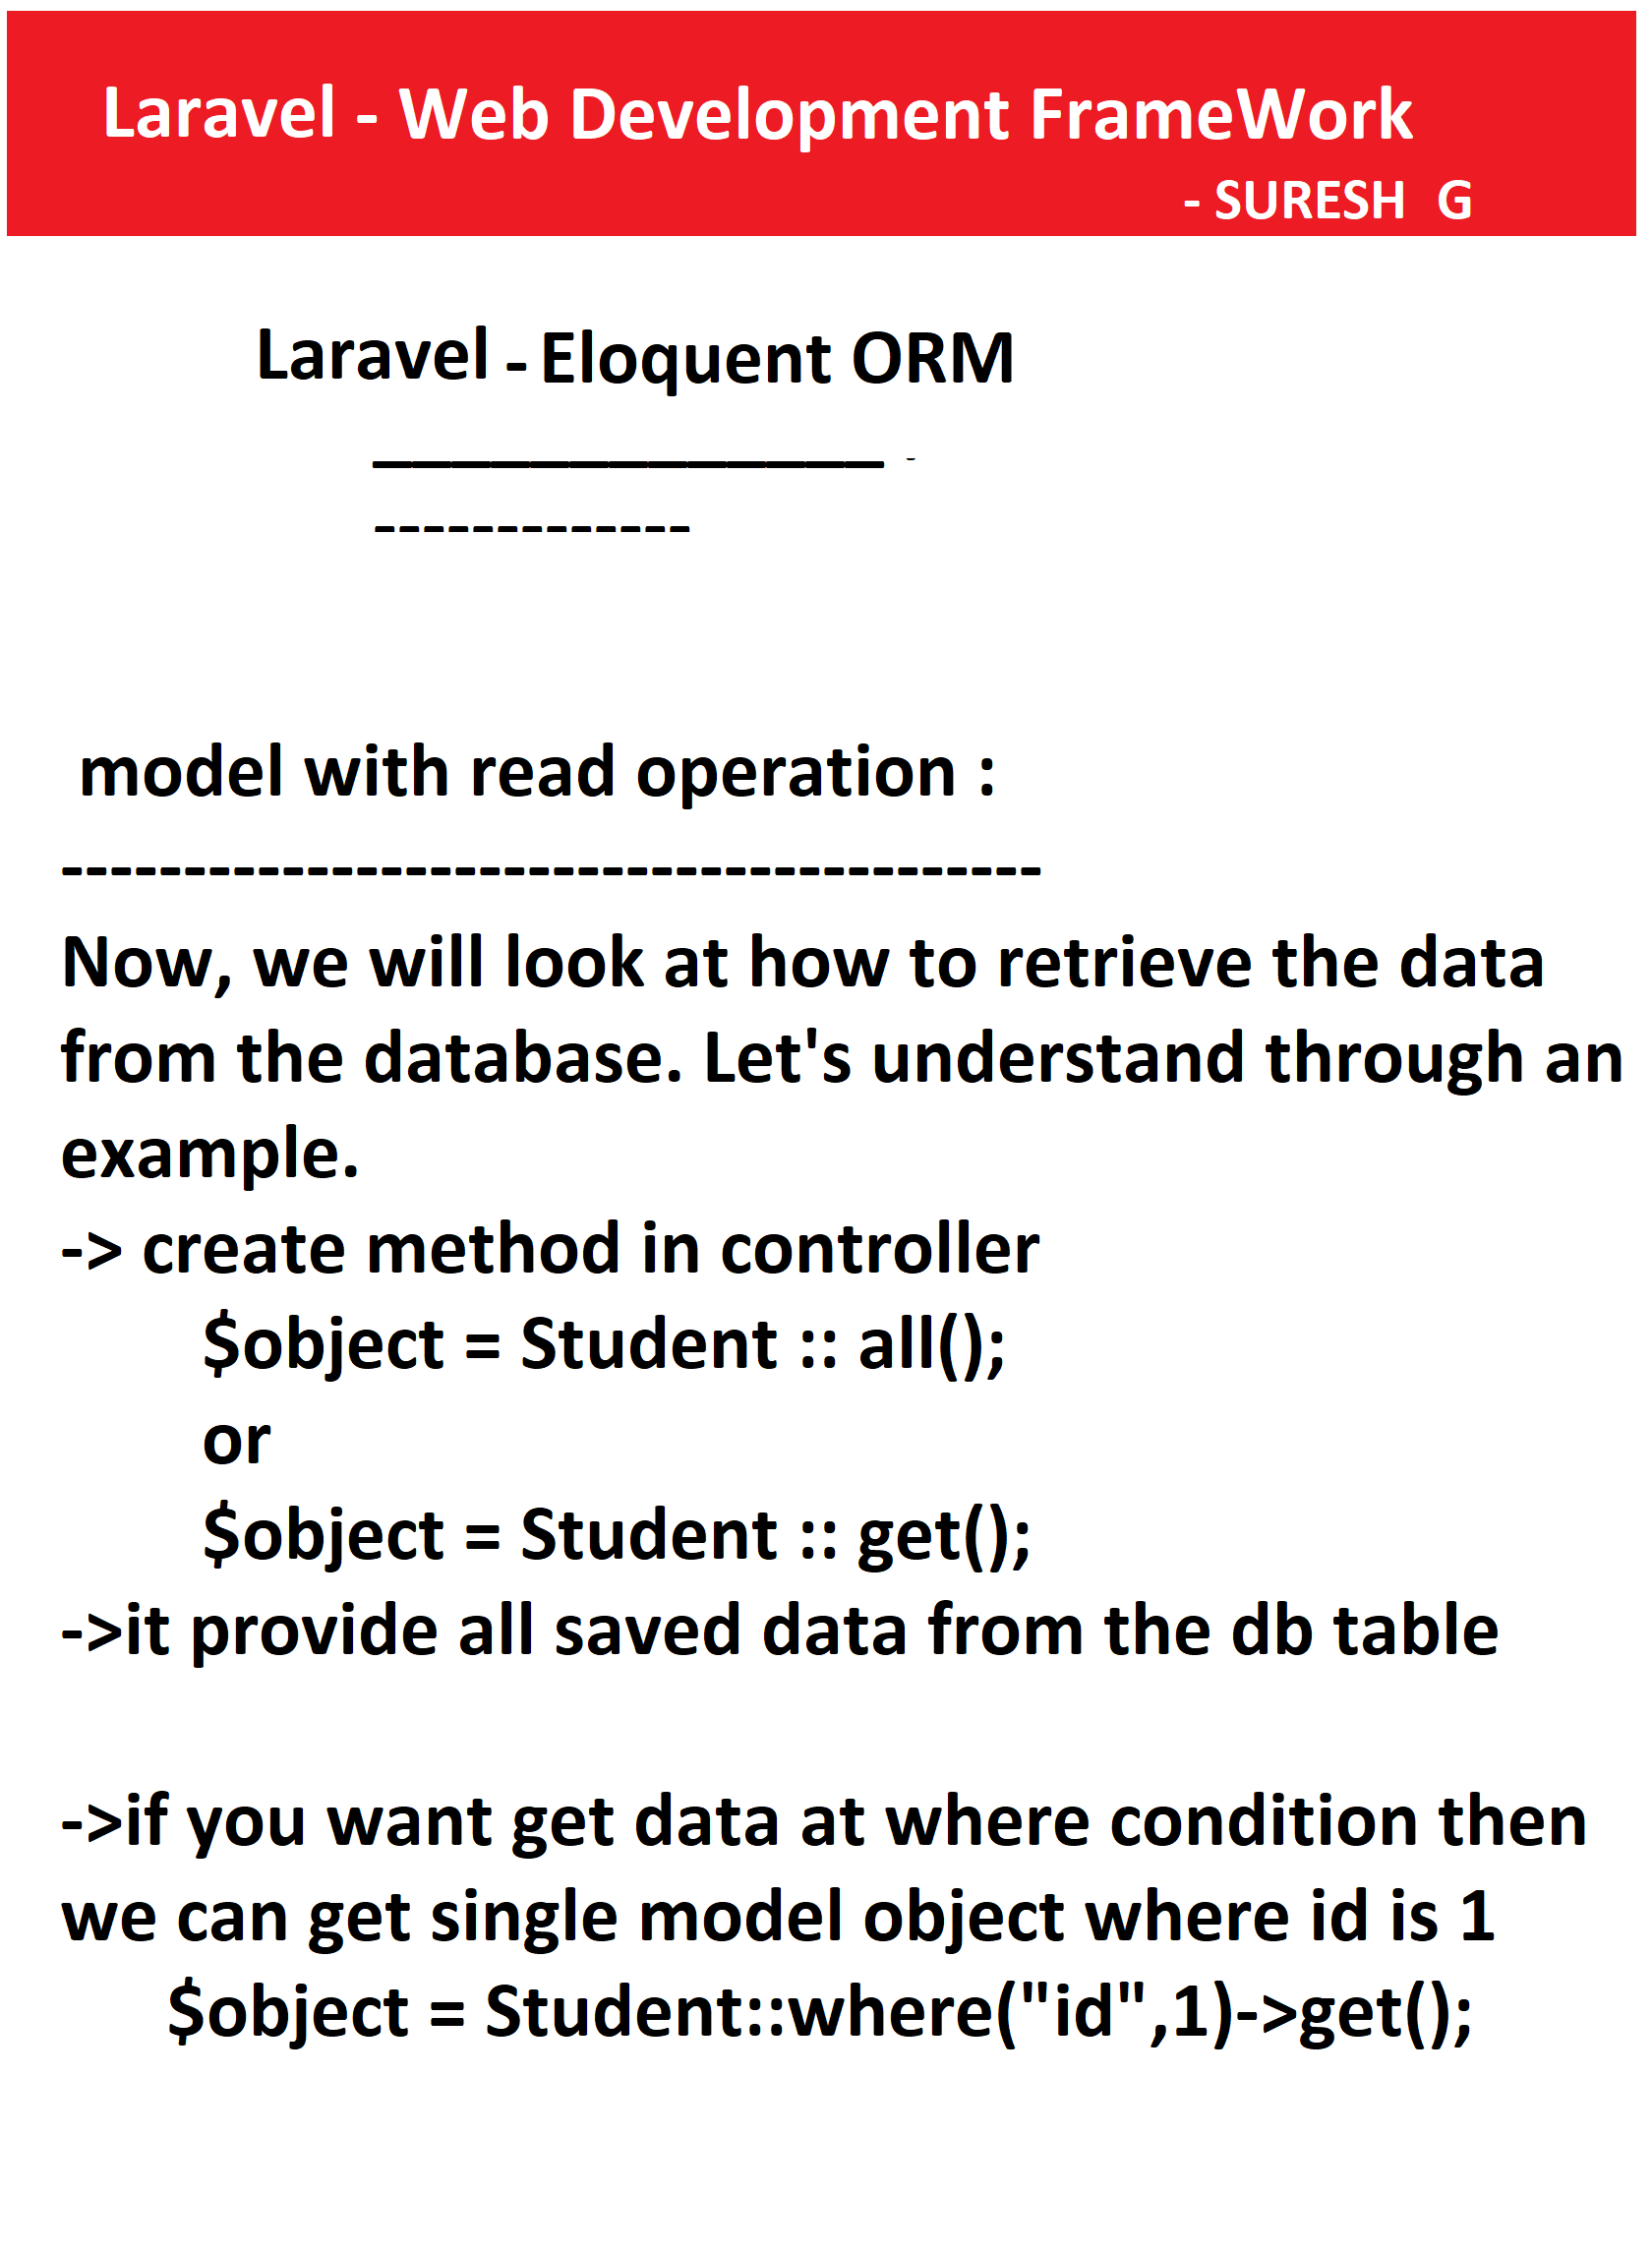 Laravel - Web Development FrameWork
- SURESH G
Laravel - Eloquent ORM
_____________ -
-------------
model with read operation :
----------------------------------------
Now, we will look at how to retrieve the data
from the database. Let's understand through an
example.
-> create method in controller
$object = Student :: all();
or
$object = Student :: get();
->it provide all saved data from the db table
->if you want get data at where condition then
we can get single model object where id is 1
$object = Student::where("id",1)->get();